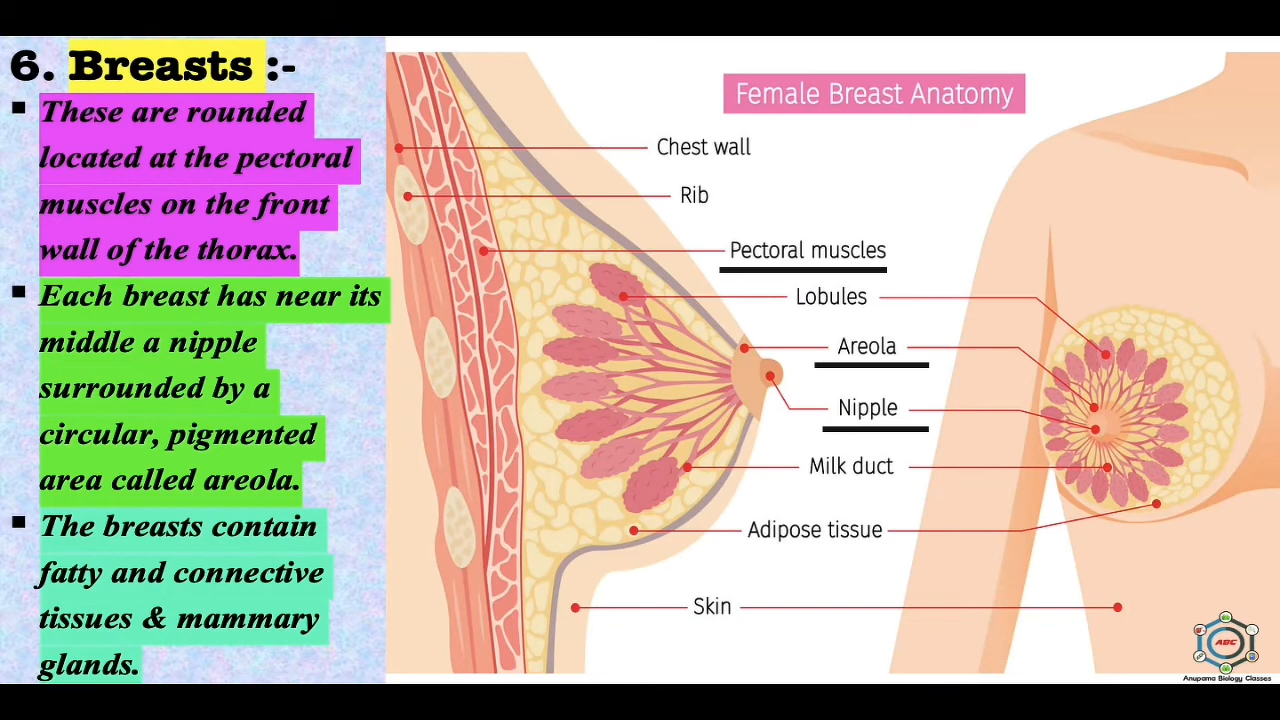 6. Breasts :-
▪ These are rounded
located at the pectoral
muscles on the front
wall of the thorax.
▪ Each breast has near its
middle a nipple
surrounded by a
circular, pigmented
area called areola.
▪ The breasts contain
fatty and connective
tissues & mammary
glands.
Female Breast Anatomy
Chest wall
Rib
Pectoral muscles
Lobules
Areola
Nipple
Milk duct
Adipose tissue
Skin
ABC
Anupama Biology Classes